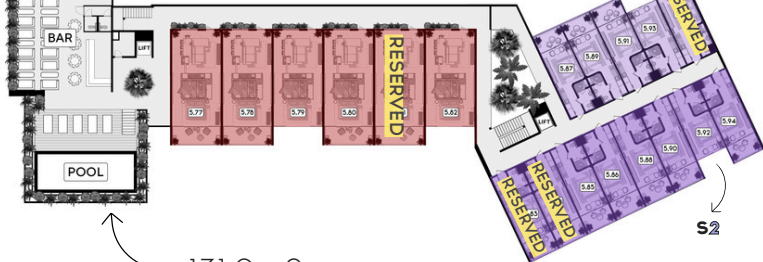 BAR
LIFT
POOL
5.77
5.78
5.79
5.80
RESERVED
5.82
LIFT
5.87
5.89
5.91
5.93
RESERVED
RESERVED
83
RESERVED
5.85
5.86
5.88
5.90
5.92
5.94
S2